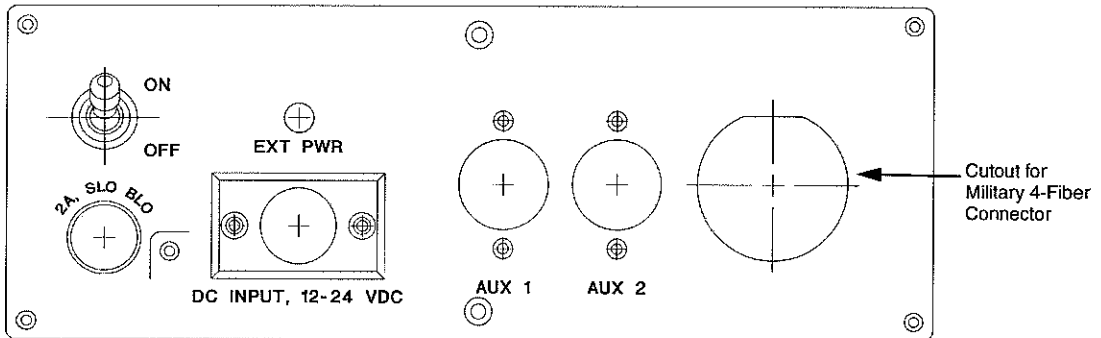 ON
OFF
EXT PWR
2A, SLO BLO
DC INPUT, 12-24 VDC
AUX 1
AUX 2
Cutout for
Military 4-Fiber
Connector